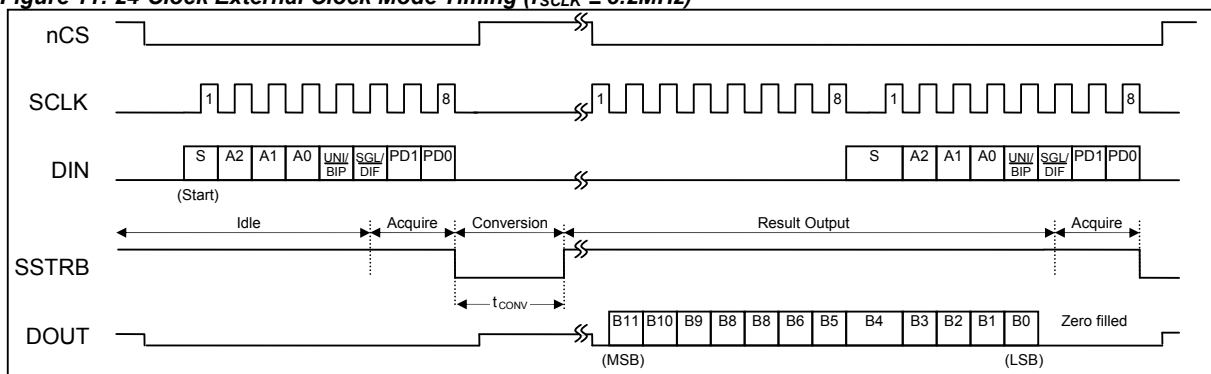 Figure 11. 24-Clock External Clock Mode Timing (fSCLK ≤ 3.2MHz)
nCS
SCLK 1 8 1 8 1 8
DIN S A2 A1 A0 UNI/BIP SGL/DIF PD1 PD0 S A2 A1 A0 UNI/BIP SGL/DIF PD1 PD0
(Start)
Idle Acquire Conversion Result Output Acquire
SSTRB
tCONV
DOUT B11 B10 B9 B8 B8 B6 B5 B4 B3 B2 B1 B0 Zero filled
(MSB) (LSB)